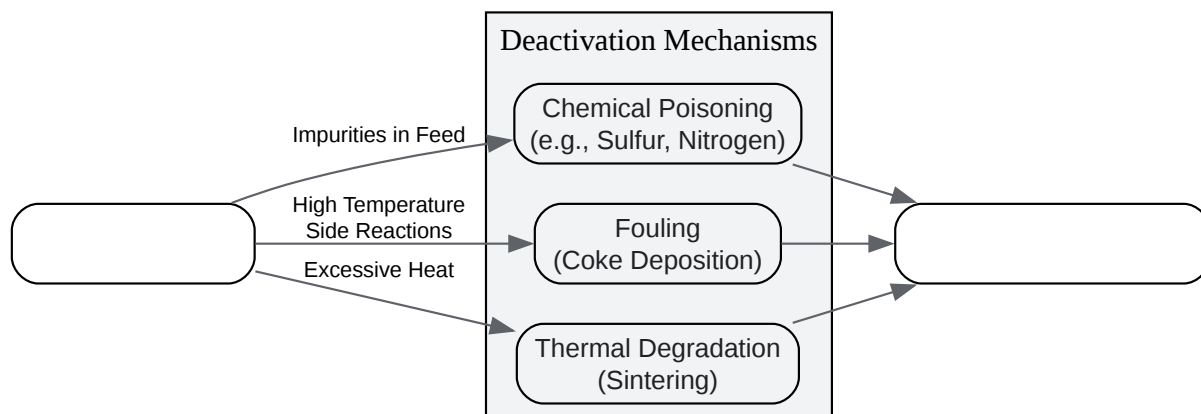 Deactivation Mechanisms
Chemical Poisoning
(e.g., Sulfur, Nitrogen)
Impurities in Feed
High Temperature
Side Reactions
Fouling
(Coke Deposition)
Excessive Heat
Thermal Degradation
(Sintering)